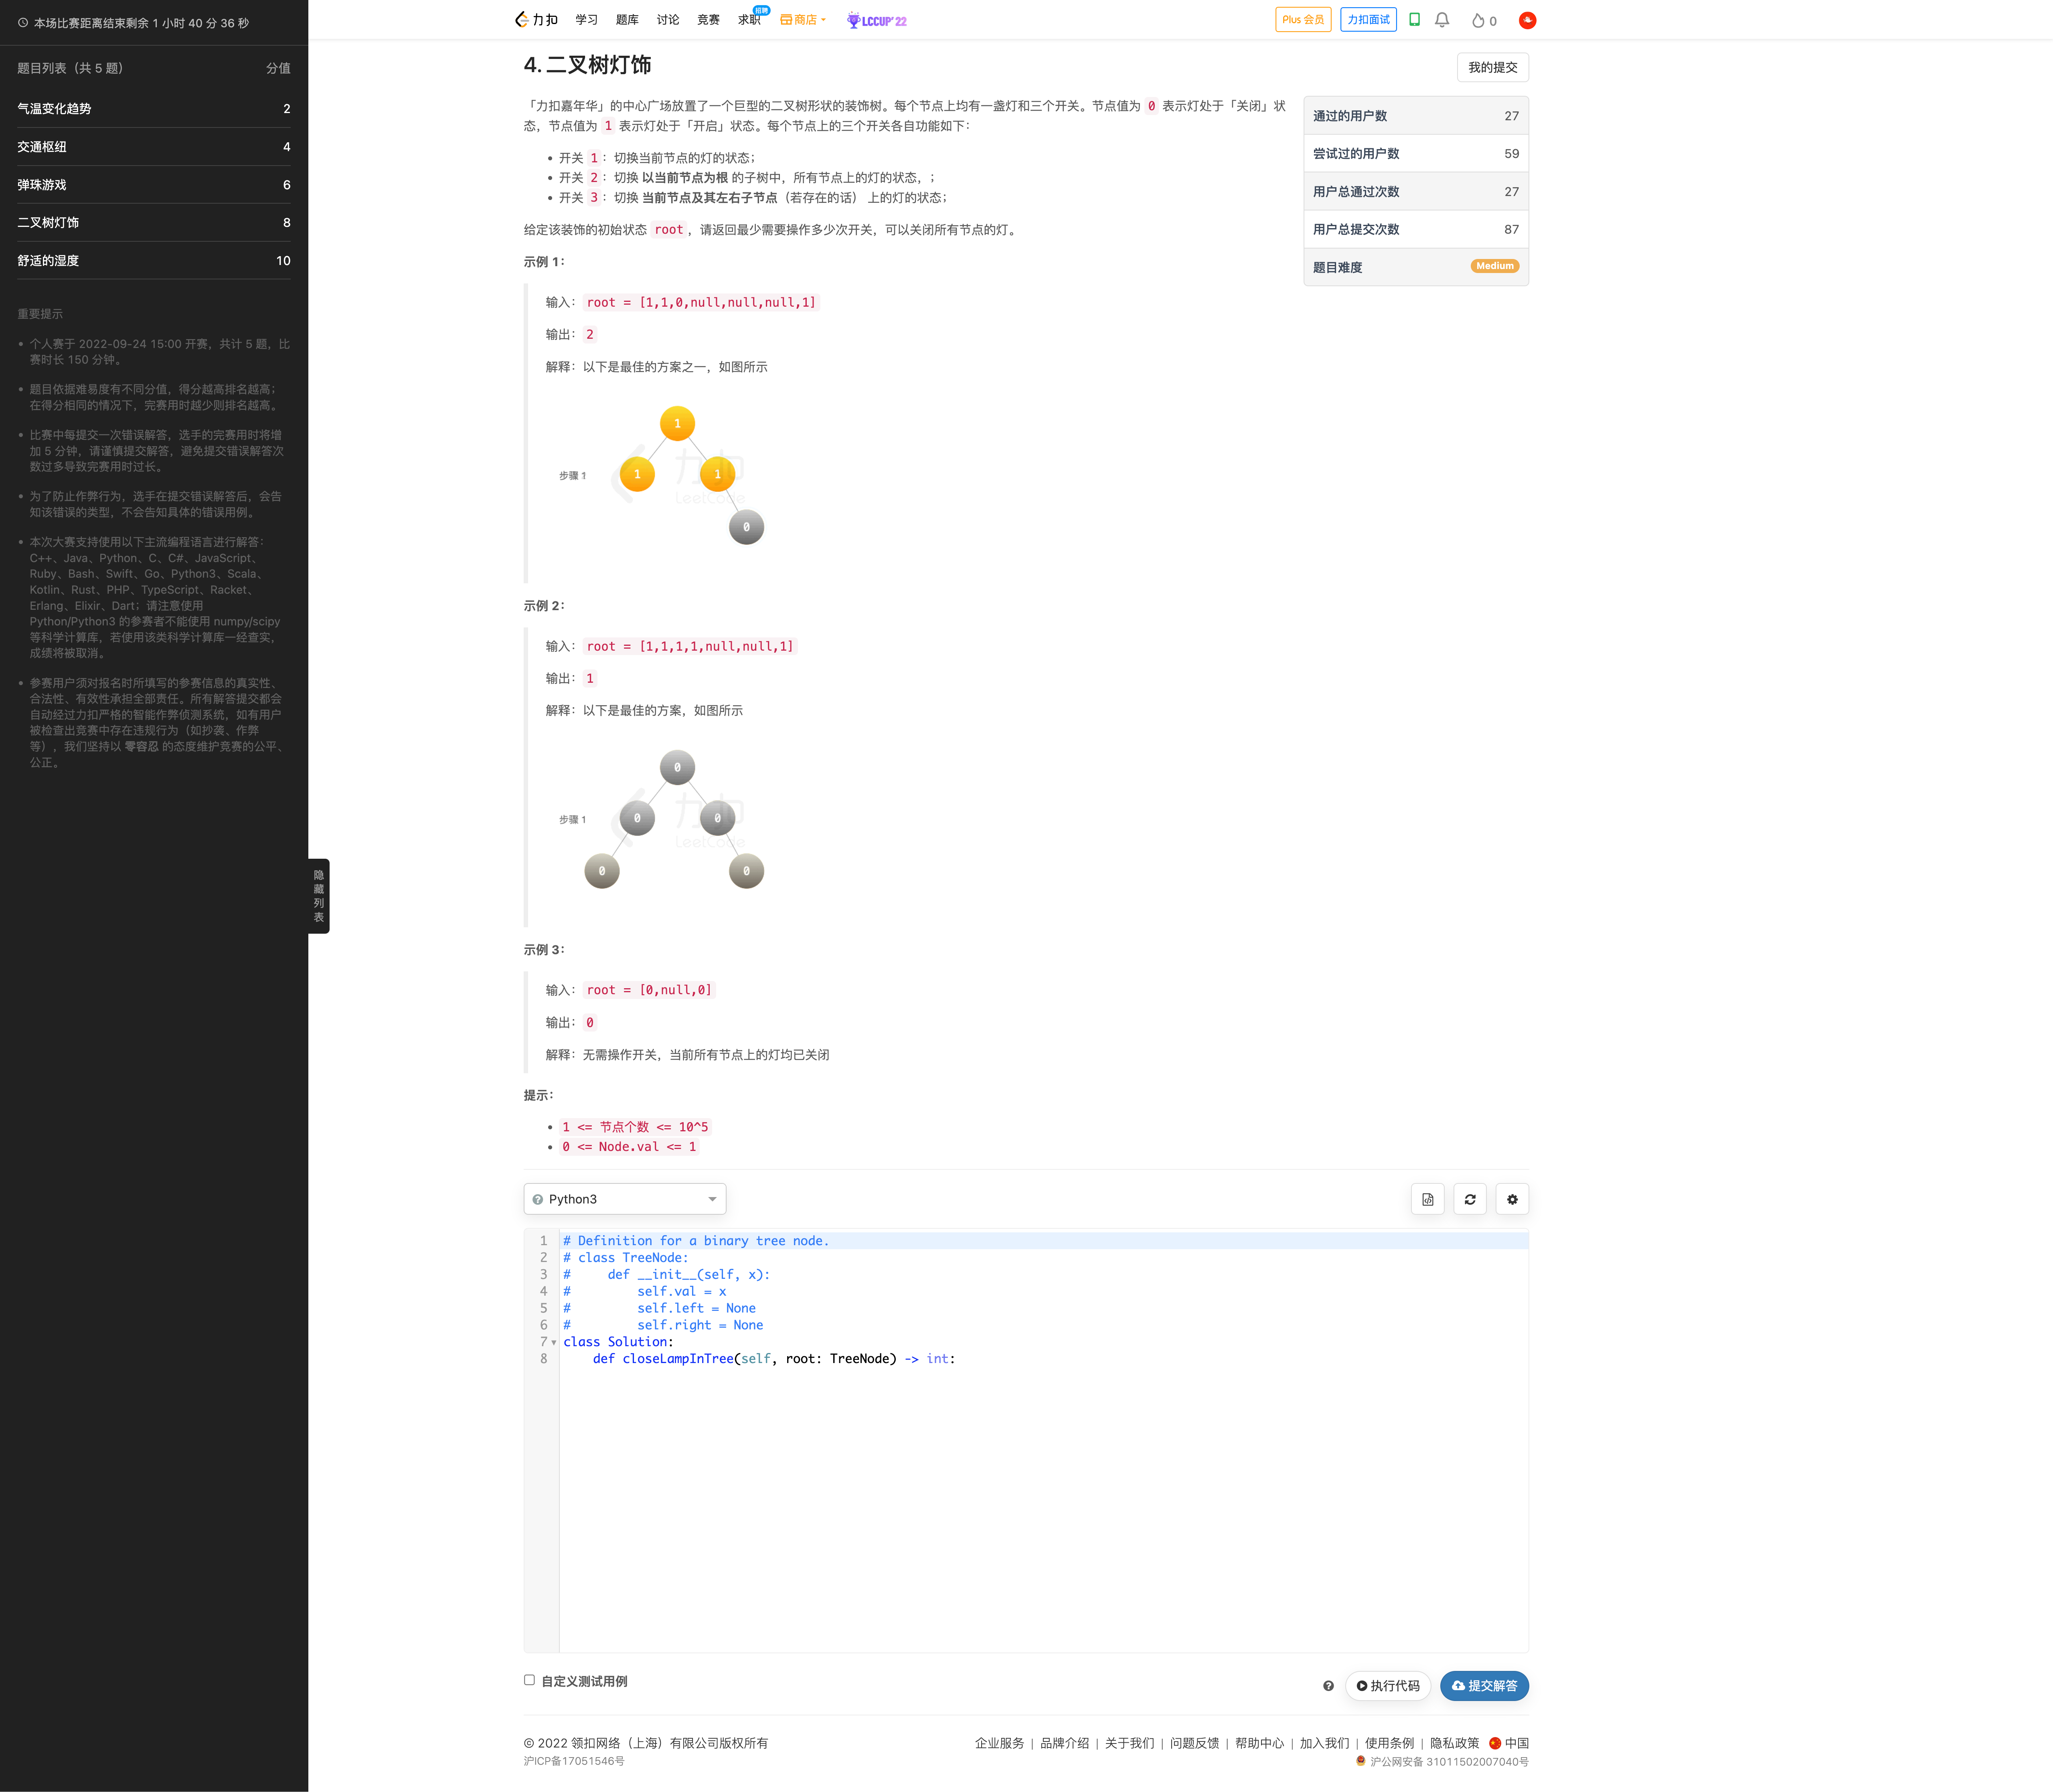 本场比赛距离结束剩余 1 小时 40 分 36 秒
题目列表（共 5 题） 分值
气温变化趋势 2
交通枢纽 4
弹珠游戏 6
二叉树灯饰 8
舒适的湿度 10
重要提示
个人赛于 2022-09-24 15:00 开赛，共计 5 题，比
赛时长 150 分钟。
题目依据难易度有不同分值，得分越高排名越高；
在得分相同的情况下，完赛用时越少则排名越高。
比赛中每提交一次错误解答，选手的完赛用时将增
加 5 分钟，请谨慎提交解答，避免提交错误解答次
数过多导致完赛用时过长。
为了防止作弊行为，选手在提交错误解答后，会告
知该错误的类型，不会告知具体的错误用例。
本次大赛支持使用以下主流编程语言进行解答：
C++、Java、Python、C、C#、JavaScript、
Ruby、Bash、Swift、Go、Python3、Scala、
Kotlin、Rust、PHP、TypeScript、Racket、
Erlang、Elixir、Dart；请注意使用
Python/Python3 的参赛者不能使用 numpy/scipy
等科学计算库，若使用该类科学计算库一经查实，
成绩将被取消。
参赛用户须对报名时所填写的参赛信息的真实性、
合法性、有效性承担全部责任。所有解答提交都会
自动经过力扣严格的智能作弊侦测系统，如有用户
被检查出竞赛中存在违规行为（如抄袭、作弊
等），我们坚持以 零容忍 的态度维护竞赛的公平、
公正。
隐藏列表
力扣 学习 题库 讨论 竞赛 求职 招聘 商店 LCCUP'22 Plus 会员 力扣面试 0
4. 二叉树灯饰
我的提交
「力扣嘉年华」的中心广场放置了一个巨型的二叉树形状的装饰树。每个节点上均有一盏灯和三个开关。节点值为 0 表示灯处于「关闭」状
态，节点值为 1 表示灯处于「开启」状态。每个节点上的三个开关各自功能如下：
开关 1：切换当前节点的灯的状态；
开关 2：切换 以当前节点为根 的子树中，所有节点上的灯的状态，；
开关 3：切换 当前节点及其左右子节点（若存在的话） 上的灯的状态；
给定该装饰的初始状态 root，请返回最少需要操作多少次开关，可以关闭所有节点的灯。
通过的用户数 27
尝试过的用户数 59
用户总通过次数 27
用户总提交次数 87
题目难度 Medium
示例 1：
输入：root = [1,1,0,null,null,null,1]
输出：2
解释：以下是最佳的方案之一，如图所示
1
步骤 1
1 1
力扣
LeetCode
0
示例 2：
输入：root = [1,1,1,1,null,null,1]
输出：1
解释：以下是最佳的方案，如图所示
0
步骤 1
0 0
力扣
LeetCode
0 0
示例 3：
输入：root = [0,null,0]
输出：0
解释：无需操作开关，当前所有节点上的灯均已关闭
提示：
1 <= 节点个数 <= 10^5
0 <= Node.val <= 1
? Python3
1 # Definition for a binary tree node.
2 # class TreeNode:
3 #     def __init__(self, x):
4 #         self.val = x
5 #         self.left = None
6 #         self.right = None
7 class Solution:
8     def closeLampInTree(self, root: TreeNode) -> int:
自定义测试用例
? 执行代码 提交解答
© 2022 领扣网络（上海）有限公司版权所有
沪ICP备17051546号
企业服务 | 品牌介绍 | 关于我们 | 问题反馈 | 帮助中心 | 加入我们 | 使用条例 | 隐私政策 中国
沪公网安备 31011502007040号